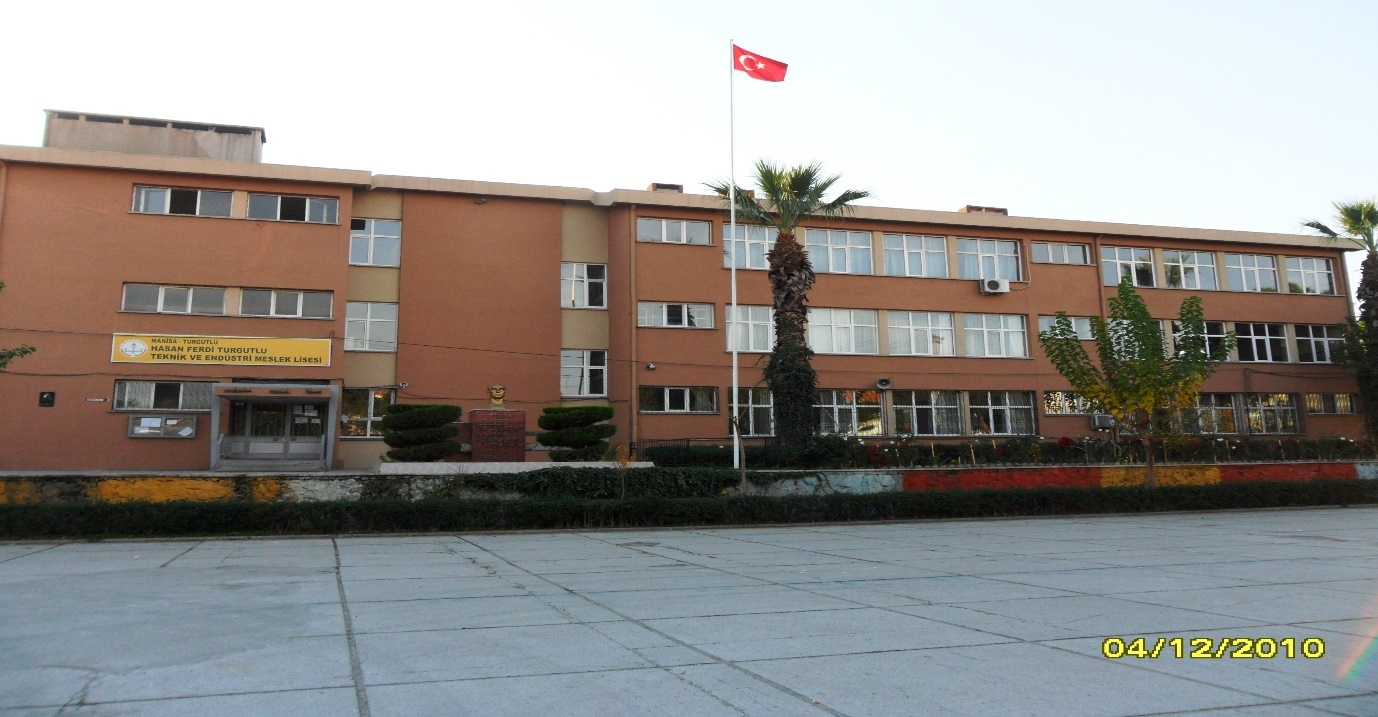 MANİSA - TURGUTLU
HASAN FERDİ TURGUTLU
TEKNİK VE ENDÜSTRİ MESLEK LİSESİ
04/12/2010